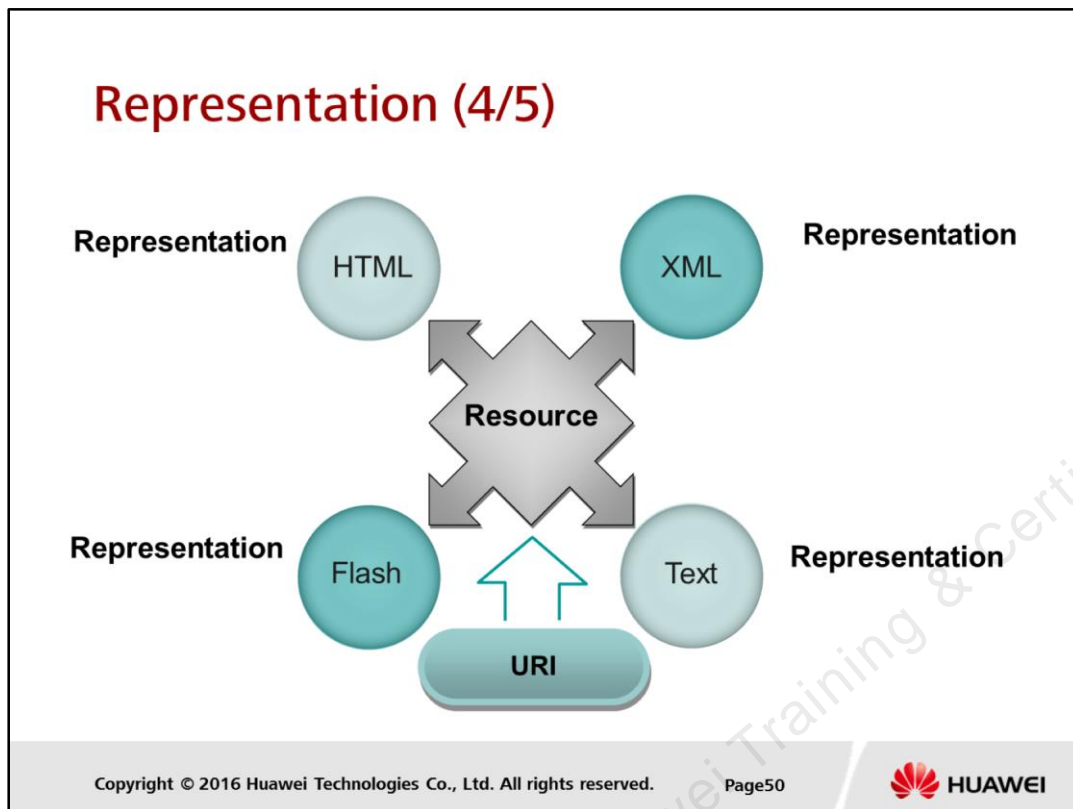 Representation (4/5)
Representation
HTML
XML
Representation
Resource
Representation
Flash
Text
Representation
URI
Copyright © 2016 Huawei Technologies Co., Ltd. All rights reserved.
Page50
HUAWEI
Training &